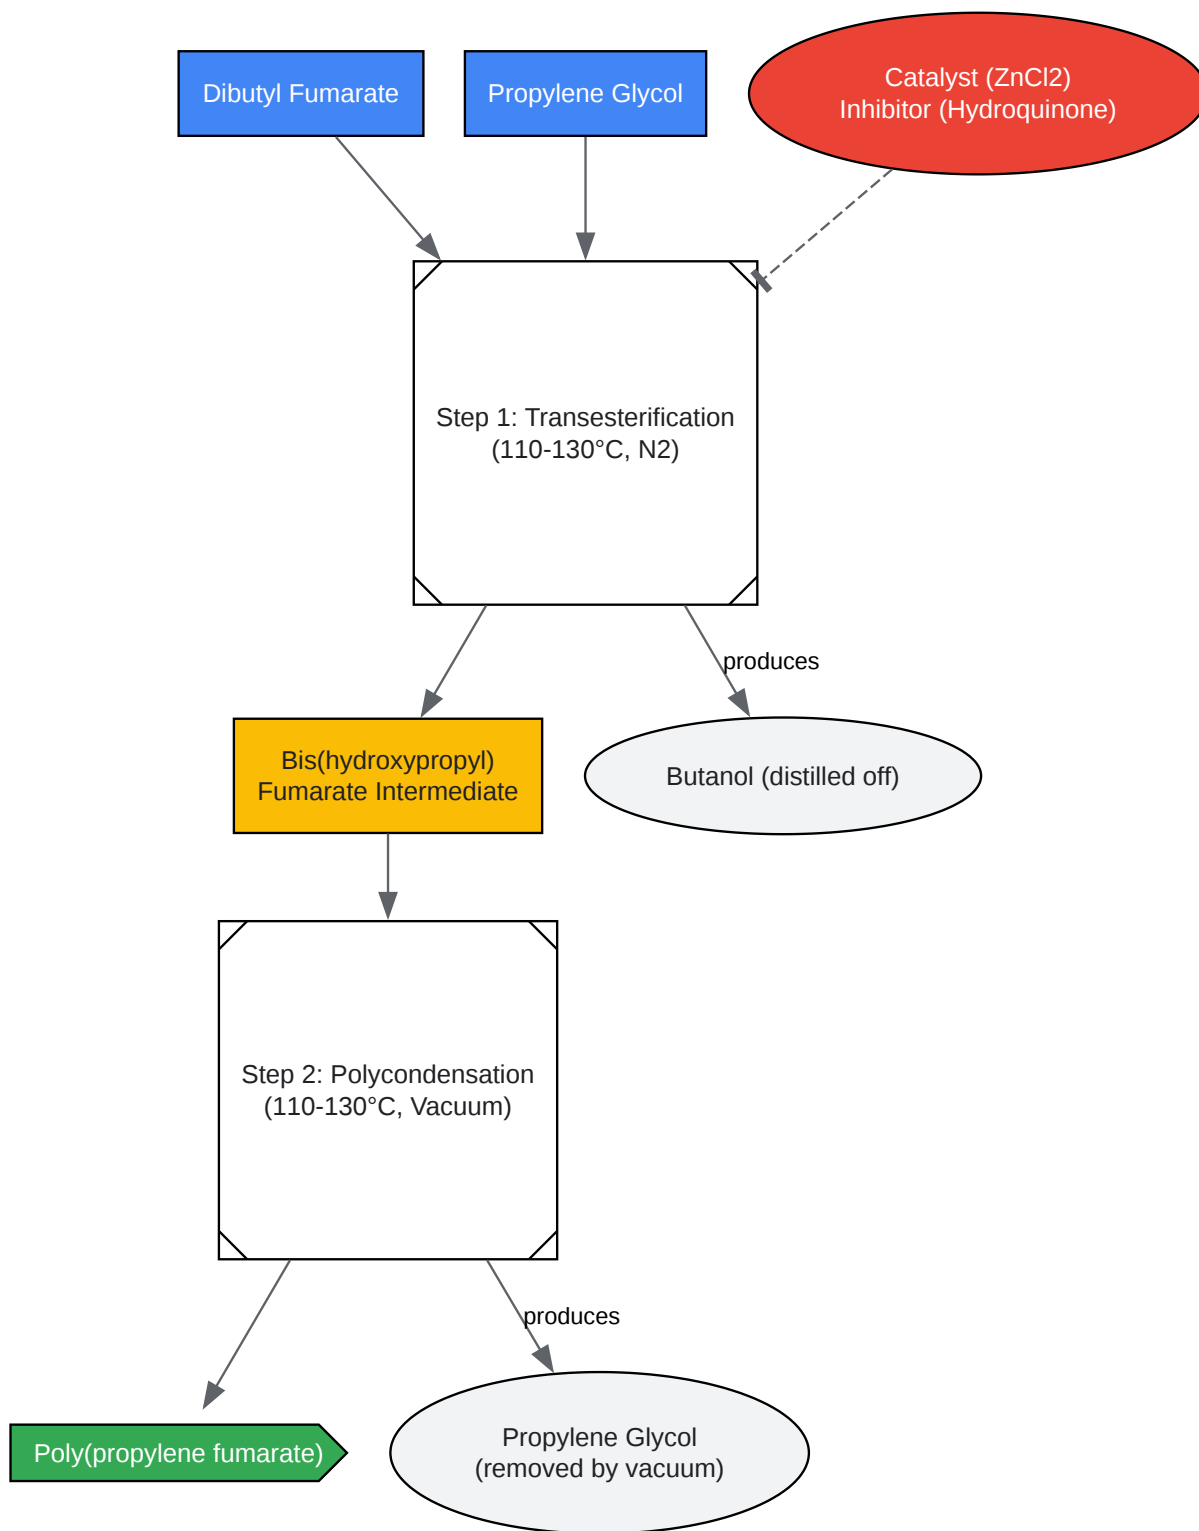 Dibutyl Fumarate
Propylene Glycol
Catalyst (ZnCl2)
Inhibitor (Hydroquinone)
Step 1: Transesterification
(110-130°C, N2)
produces
Bis(hydroxypropyl)
Fumarate Intermediate
Butanol (distilled off)
Step 2: Polycondensation
(110-130°C, Vacuum)
produces
Poly(propylene fumarate)
Propylene Glycol
(removed by vacuum)